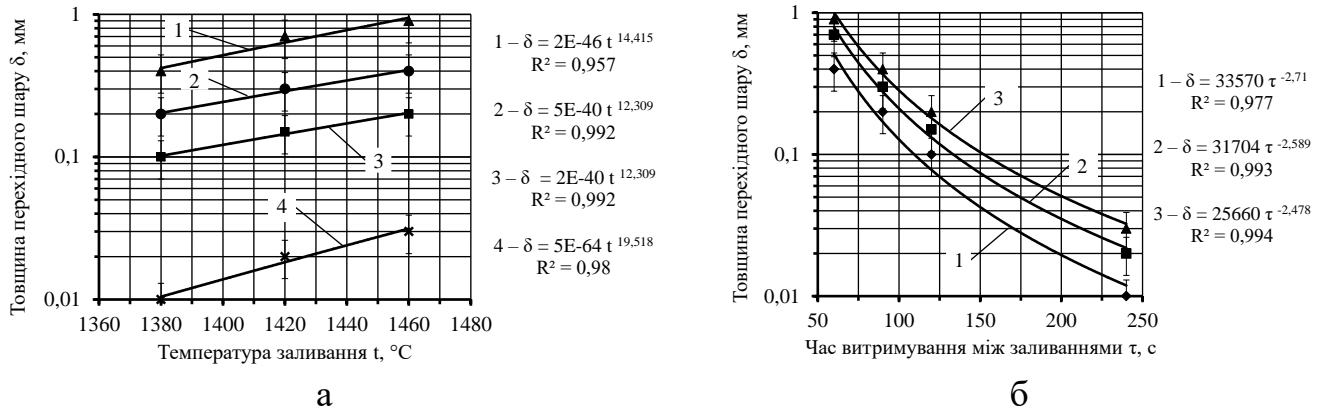 Товщина перехідного шару δ, мм
1
0,1
0,01
1
2
3
4
1360 1380 1400 1420 1440 1460 1480
Температура заливання t, °C
1 – δ = 2E-46 t 14,415
R² = 0,957
2 – δ = 5E-40 t 12,309
R² = 0,992
3 – δ = 2E-40 t 12,309
R² = 0,992
4 – δ = 5E-64 t 19,518
R² = 0,98
а
Товщина перехідного шару δ, мм
1
0,1
0,01
3
2
1
50 100 150 200 250
Час витримування між заливаннями τ, с
1 – δ = 33570 τ -2,71
R² = 0,977
2 – δ = 31704 τ -2,589
R² = 0,993
3 – δ = 25660 τ -2,478
R² = 0,994
б